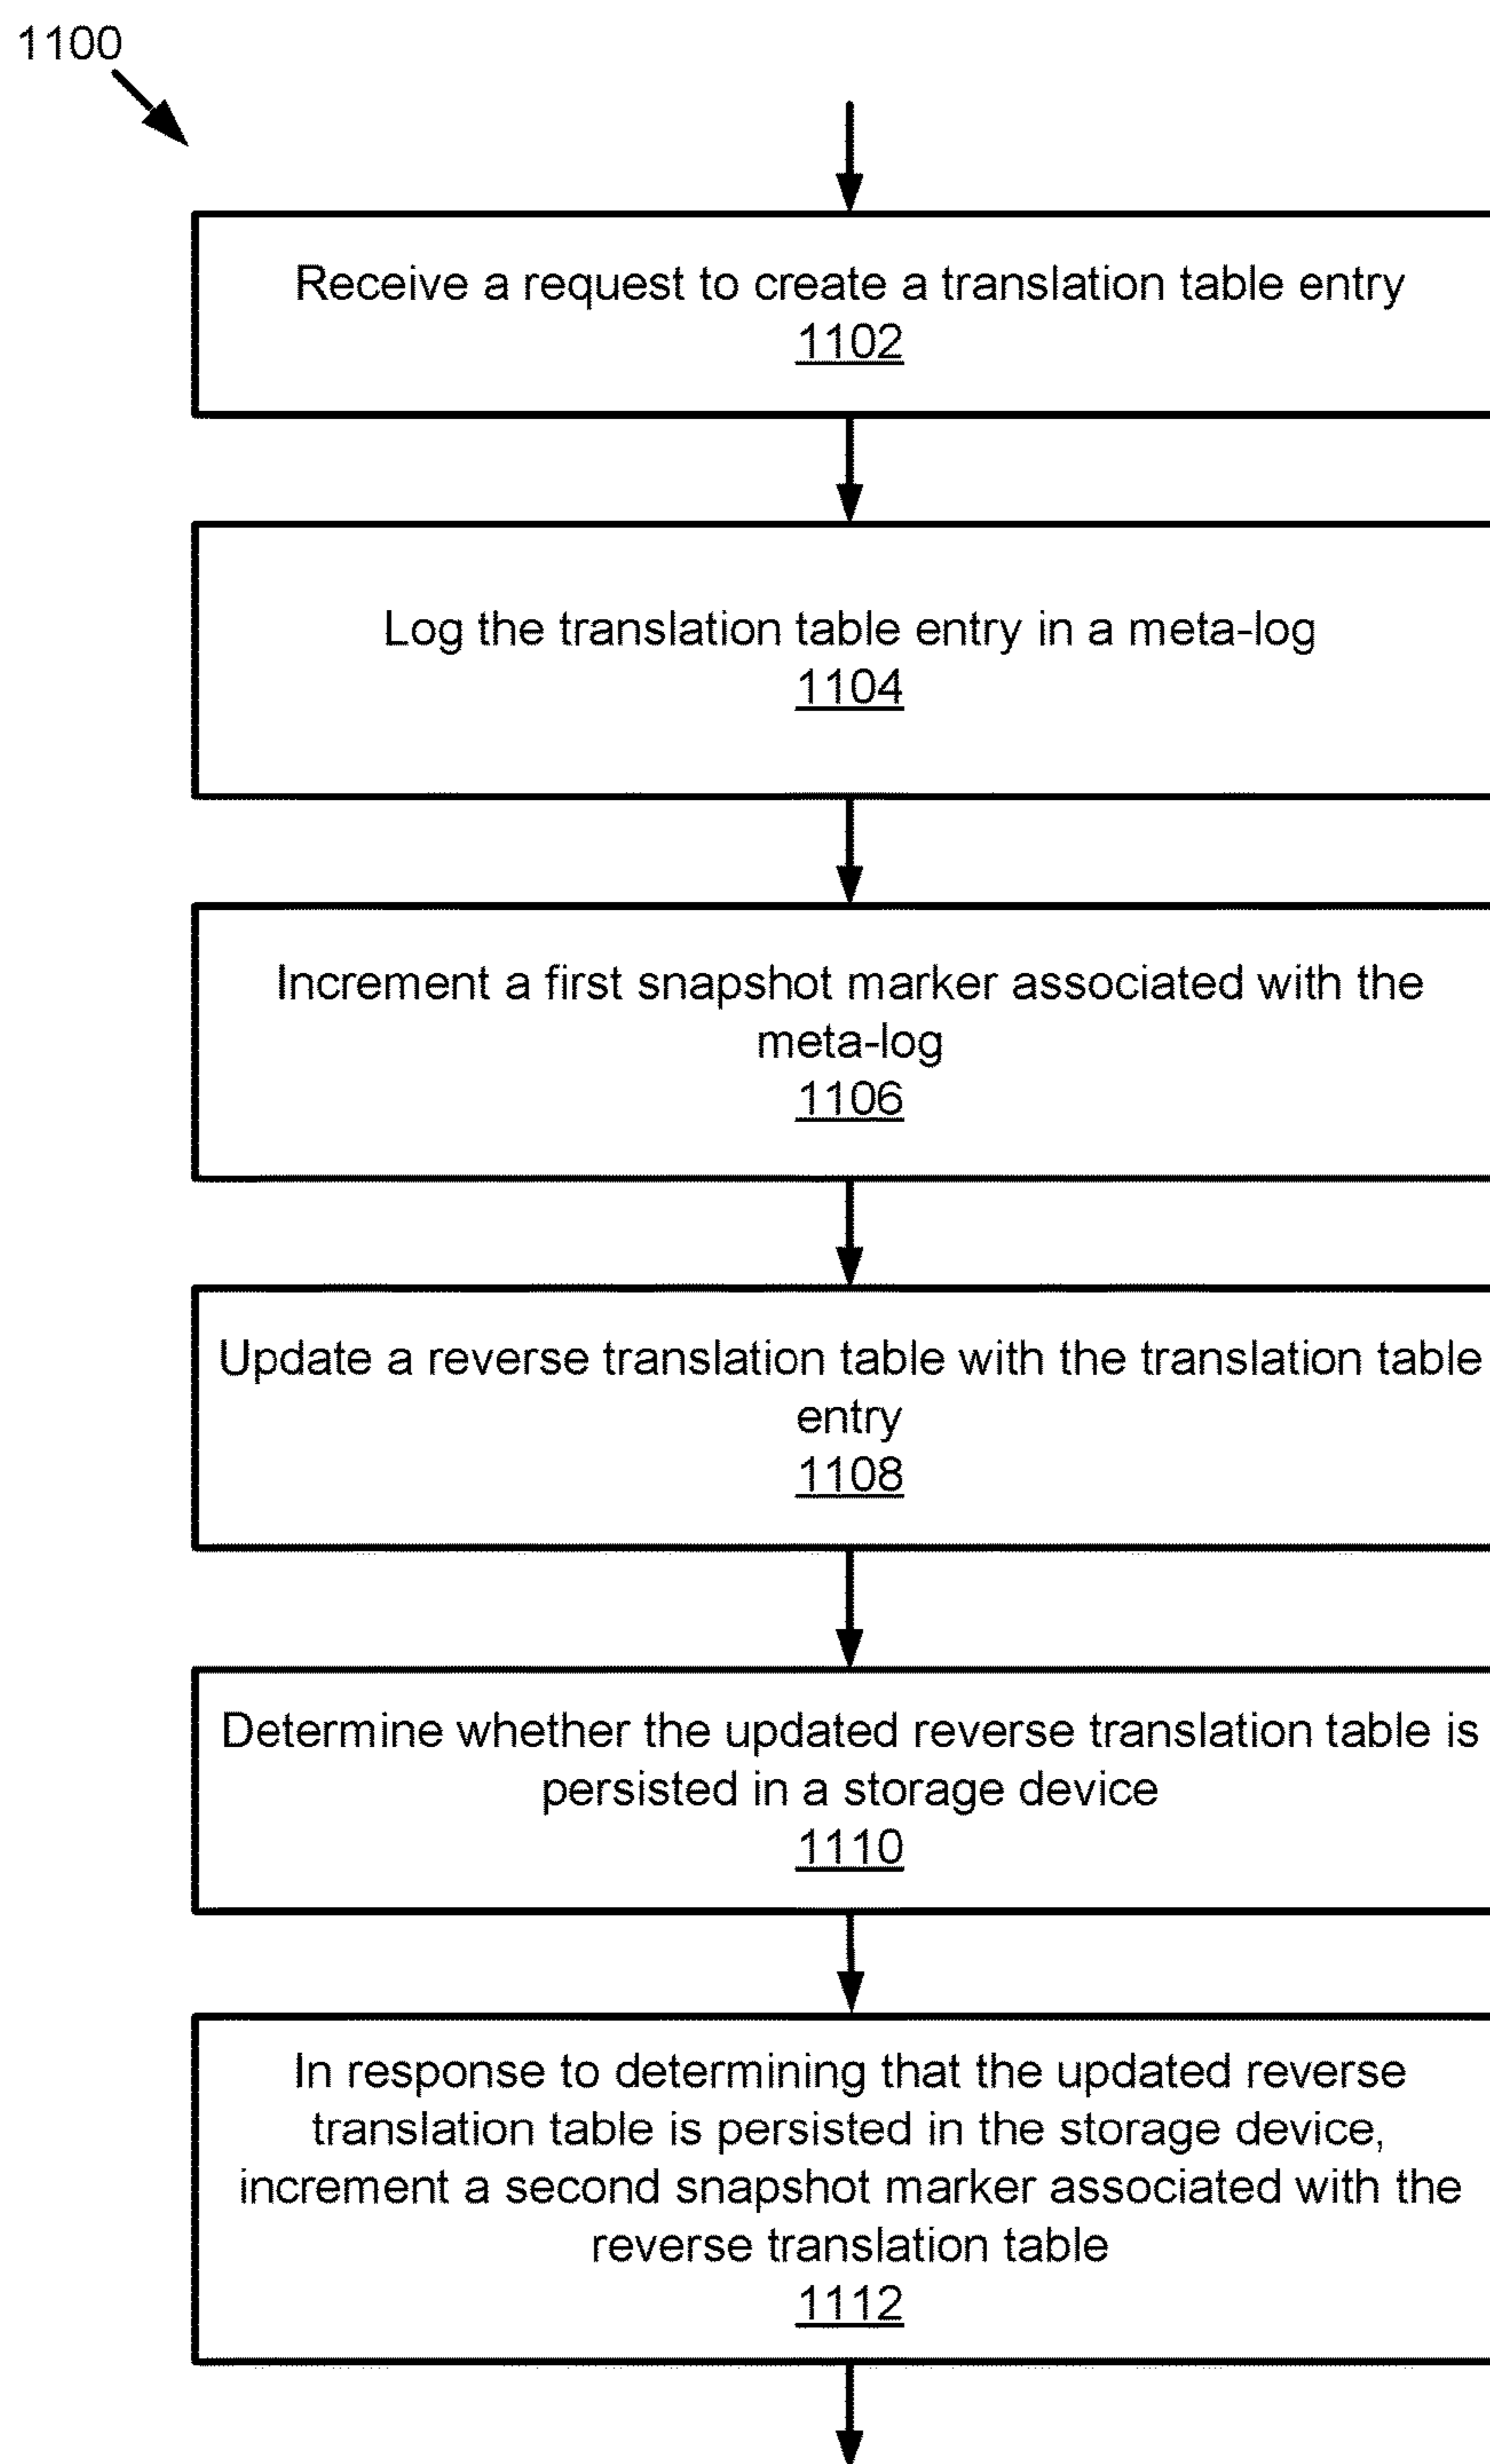 1100
Receive a request to create a translation table entry
1102
Log the translation table entry in a meta-log
1104
Increment a first snapshot marker associated with the
meta-log
1106
Update a reverse translation table with the translation table
entry
1108
Determine whether the updated reverse translation table is
persisted in a storage device
1110
In response to determining that the updated reverse
translation table is persisted in the storage device,
increment a second snapshot marker associated with the
reverse translation table
1112